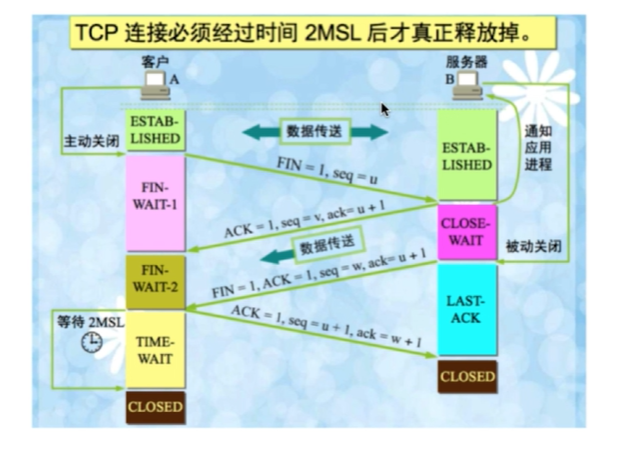 TCP 连接必须经过时间 2MSL 后才真正释放掉。
客户
A
服务器
B
主动关闭
ESTAB-
LISHED
数据传送
ESTAB-
LISHED
通知
应用
进程
FIN = 1, seq = u
FIN-
WAIT-1
ACK = 1, seq = v, ack= u + 1
CLOSE-
WAIT
数据传送
被动关闭
FIN-
WAIT-2
FIN = 1, ACK = 1, seq = w, ack= u + 1
LAST-
ACK
ACK = 1, seq = u + 1, ack = w + 1
等待 2MSL
TIME-
WAIT
CLOSED
CLOSED